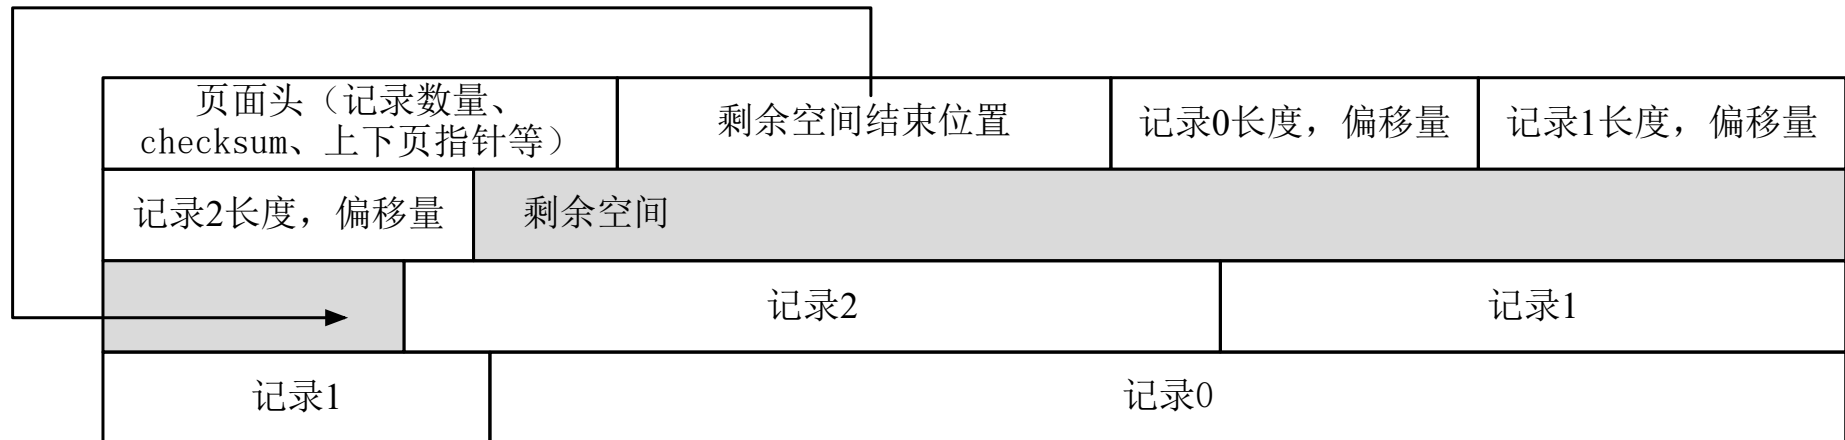 页面头（记录数量、
checksum、上下页指针等）
剩余空间结束位置
记录0长度，偏移量
记录1长度，偏移量
记录2长度，偏移量
剩余空间
记录2
记录1
记录1
记录0